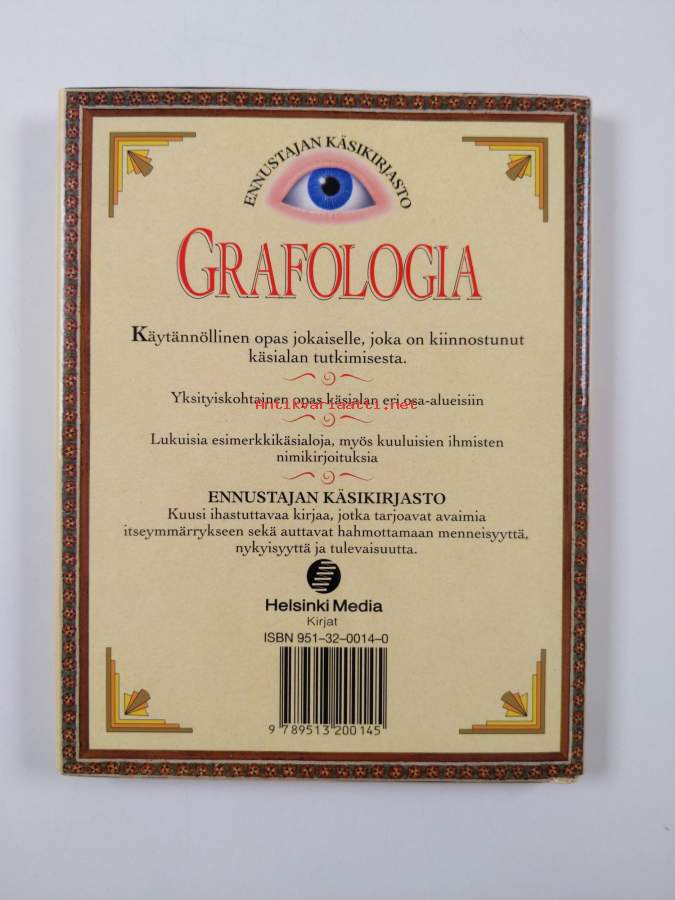 ENNUSTAJAN KÄSIKIRJASTO
GRAFOLOGIA
Käytännöllinen opas jokaiselle, joka on kiinnostunut
käsialan tutkimisesta.
Yksityiskohtainen opas käsialan eri osa-alueisiin
Antikvariaatti.net
Lukuisia esimerkkikäsialoja, myös kuuluisien ihmisten
nimikirjoituksia
ENNUSTAJAN KÄSIKIRJASTO
Kuusi ihastuttavaa kirjaa, jotka tarjoavat avaimia
itseymmärrykseen sekä auttavat hahmottamaan menneisyyttä,
nykyisyyttä ja tulevaisuutta.
Helsinki Media
Kirjat
ISBN 951-32-0014-0
9 789513 200145